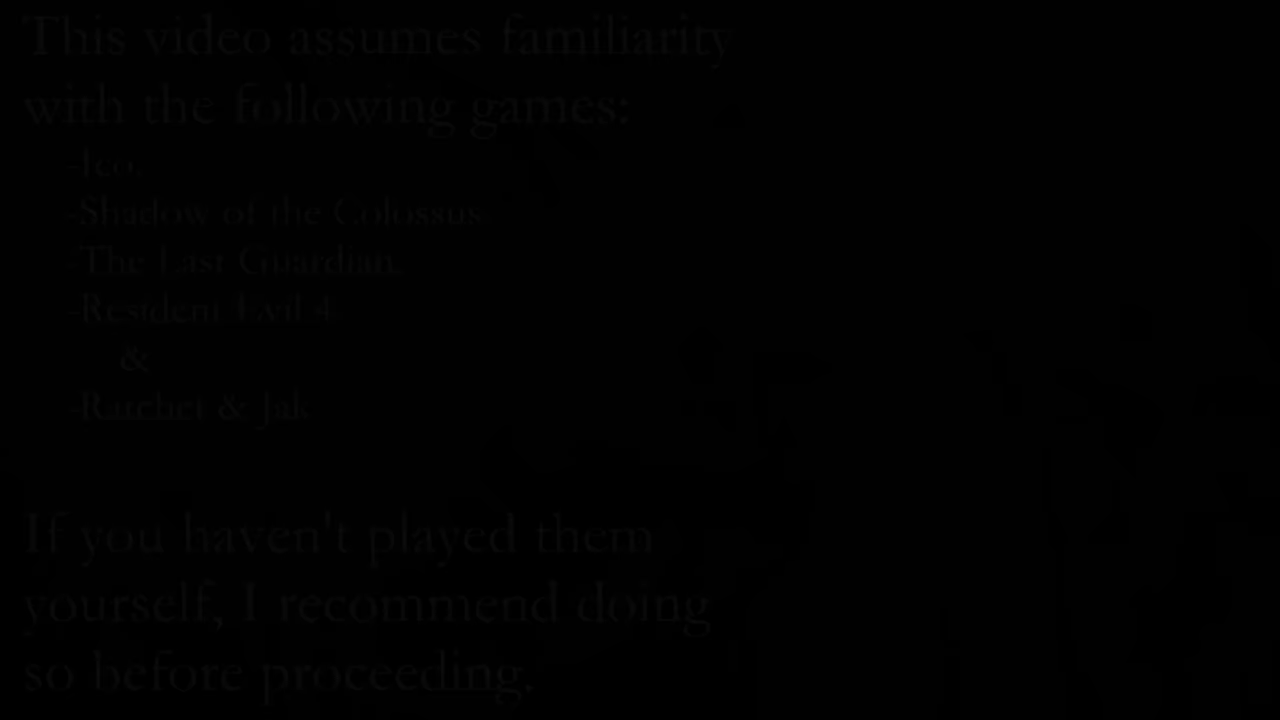 This video assumes familiarity
with the following games:
-Ico.
-Shadow of the Colossus.
-The Last Guardian.
-Resident Evil 4.
&
-Ratchet & Jak.
If you haven't played them
yourself, I recommend doing
so before proceeding.